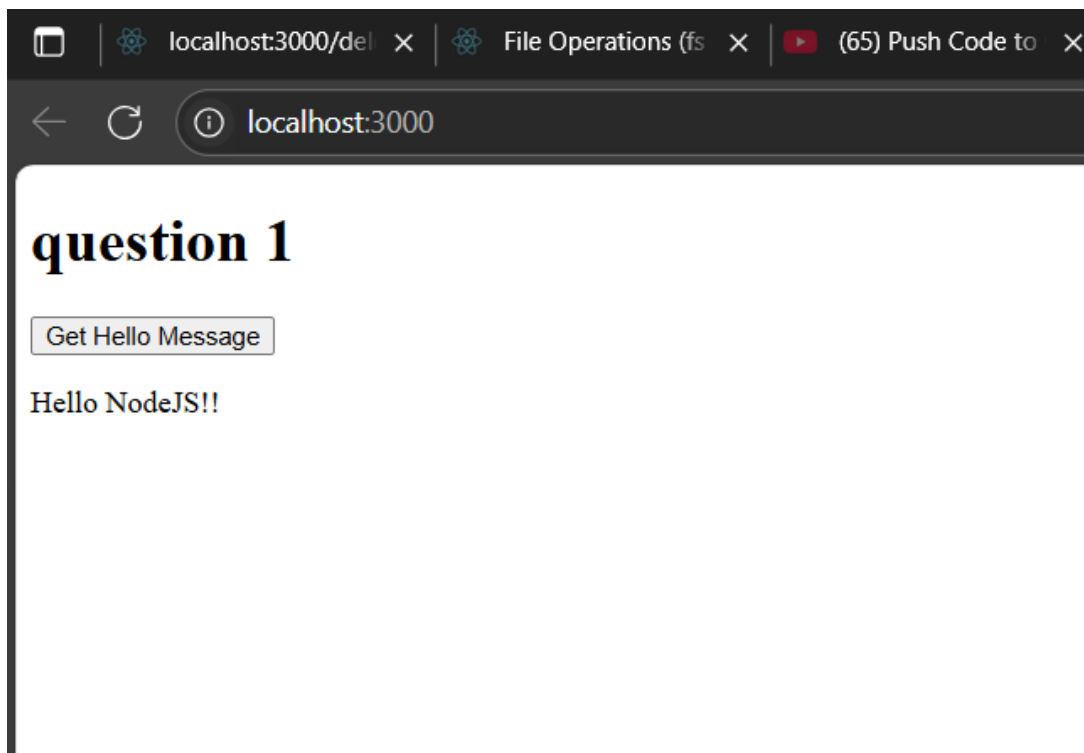 localhost:3000/del
File Operations (fs
(65) Push Code to
localhost:3000
question 1
Get Hello Message
Hello NodeJS!!